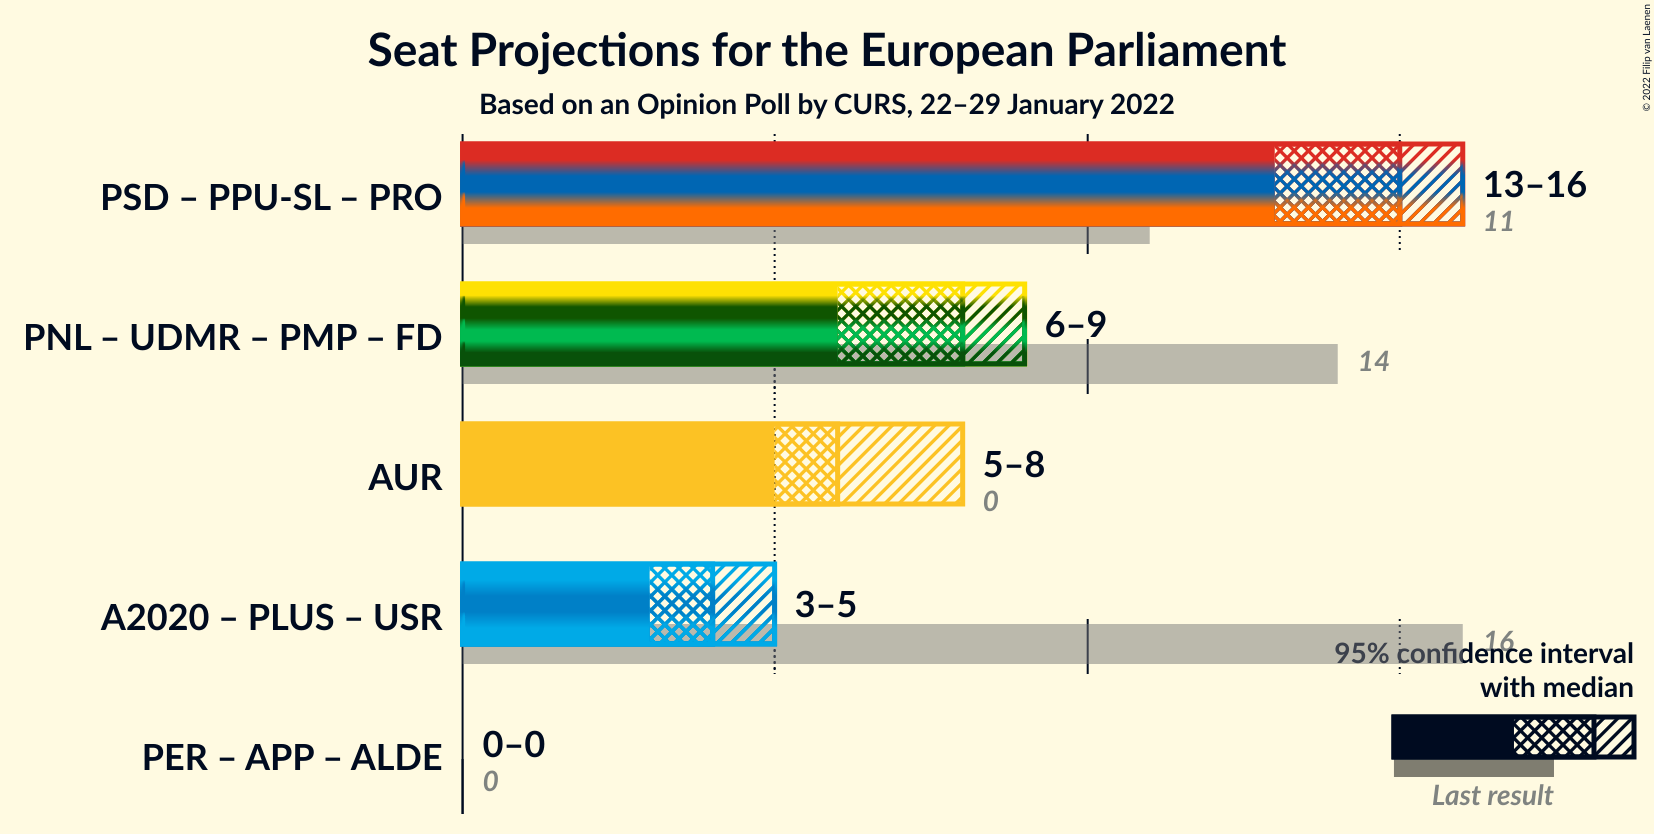 Seat Projections for the European Parliament
Based on an Opinion Poll by CURS, 22–29 January 2022
© 2022 Filip van Laenen
PSD – PPU-SL – PRO
13–16
11
PNL – UDMR – PMP – FD
6–9
14
AUR
5–8
0
A2020 – PLUS – USR
3–5
16
PER – APP – ALDE
0–0
0
95% confidence interval
with median
Last result